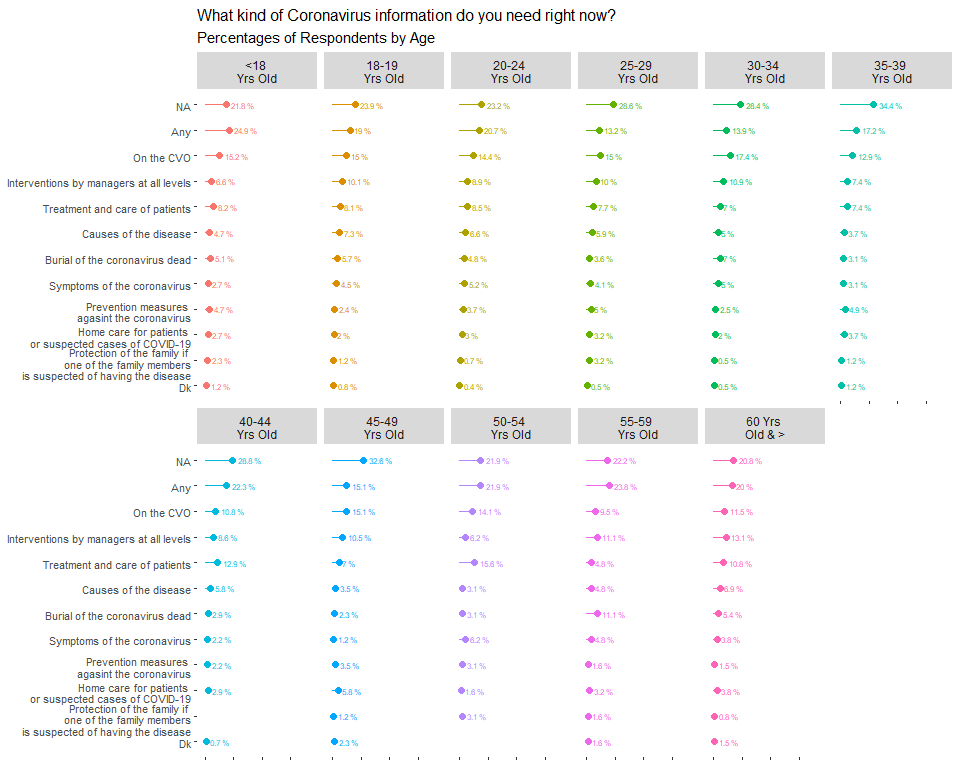 What kind of Coronavirus information do you need right now?
Percentages of Respondents by Age
<18
Yrs Old
18-19
Yrs Old
20-24
Yrs Old
25-29
Yrs Old
30-34
Yrs Old
35-39
Yrs Old
NA 21.8 % 23.9 % 23.2 % 28.6 % 28.4 % 34.4 %
Any 24.9 % 19 % 20.7 % 13.2 % 13.9 % 17.2 %
On the CVO 15.2 % 15 % 14.4 % 15 % 17.4 % 12.9 %
Interventions by managers at all levels 6.6 % 10.1 % 8.9 % 10 % 10.9 % 7.4 %
Treatment and care of patients 8.2 % 8.1 % 8.5 % 7.7 % 7 % 7.4 %
Causes of the disease 4.7 % 7.3 % 6.6 % 5.9 % 5 % 3.7 %
Burial of the coronavirus dead 5.1 % 5.7 % 4.8 % 3.6 % 7 % 3.1 %
Symptoms of the coronavirus 2.7 % 4.5 % 5.2 % 4.1 % 5 % 3.1 %
Prevention measures
agasint the coronavirus 4.7 % 2.4 % 3.7 % 5 % 2.5 % 4.9 %
Home care for patients
or suspected cases of COVID-19 2.7 % 2 % 3 % 3.2 % 2 % 3.7 %
Protection of the family if
one of the family members
is suspected of having the disease 2.3 % 1.2 % 0.7 % 3.2 % 0.5 % 1.2 %
Dk 1.2 % 0.8 % 0.4 % 0.5 % 0.5 % 1.2 %
40-44
Yrs Old
45-49
Yrs Old
50-54
Yrs Old
55-59
Yrs Old
60 Yrs
Old & >
NA 28.8 % 32.6 % 21.9 % 22.2 % 20.8 %
Any 22.3 % 15.1 % 21.9 % 23.8 % 20 %
On the CVO 10.8 % 15.1 % 14.1 % 9.5 % 11.5 %
Interventions by managers at all levels 8.6 % 10.5 % 6.2 % 11.1 % 13.1 %
Treatment and care of patients 12.9 % 7 % 15.6 % 4.8 % 10.8 %
Causes of the disease 5.8 % 3.5 % 3.1 % 4.8 % 6.9 %
Burial of the coronavirus dead 2.9 % 2.3 % 3.1 % 11.1 % 5.4 %
Symptoms of the coronavirus 2.2 % 1.2 % 6.2 % 4.8 % 3.8 %
Prevention measures
agasint the coronavirus 2.2 % 3.5 % 3.1 % 1.6 % 1.5 %
Home care for patients
or suspected cases of COVID-19 2.9 % 5.8 % 1.6 % 3.2 % 3.8 %
Protection of the family if
one of the family members
is suspected of having the disease 1.2 % 3.1 % 1.6 % 0.8 %
Dk 0.7 % 2.3 % 1.6 % 1.5 %